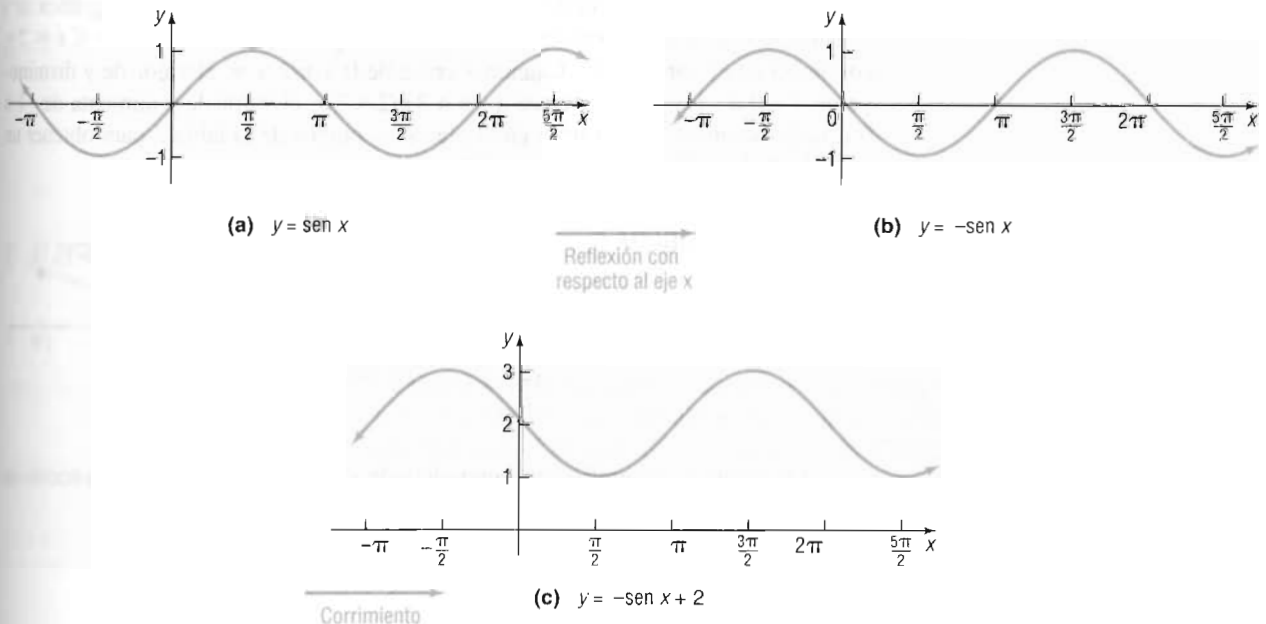 y
1
-π -π/2 π/2 π 3π/2 2π 5π/2 x
-1
(a) y = sen x
y
1
-π -π/2 0 π/2 π 3π/2 2π 5π/2 x
-1
(b) y = -sen x
Reflexión con
respecto al eje x
y
3
2
1
-π -π/2 π/2 π 3π/2 2π 5π/2 x
(c) y = -sen x + 2
Corrimiento